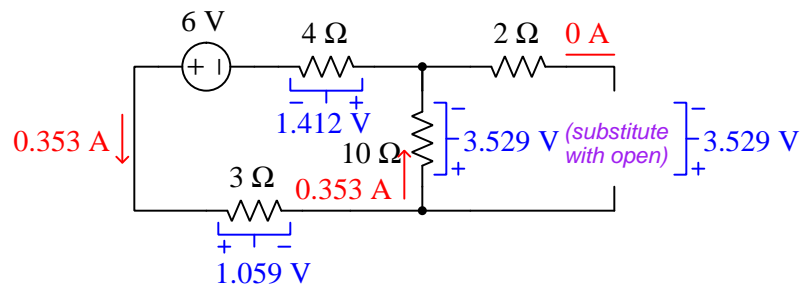 6 V
4 Ω
2 Ω
0 A
+ −
− +
1.412 V
0.353 A
10 Ω
−
3.529 V
+
(substitute
with open)
−
3.529 V
+
3 Ω
0.353 A
+ −
1.059 V